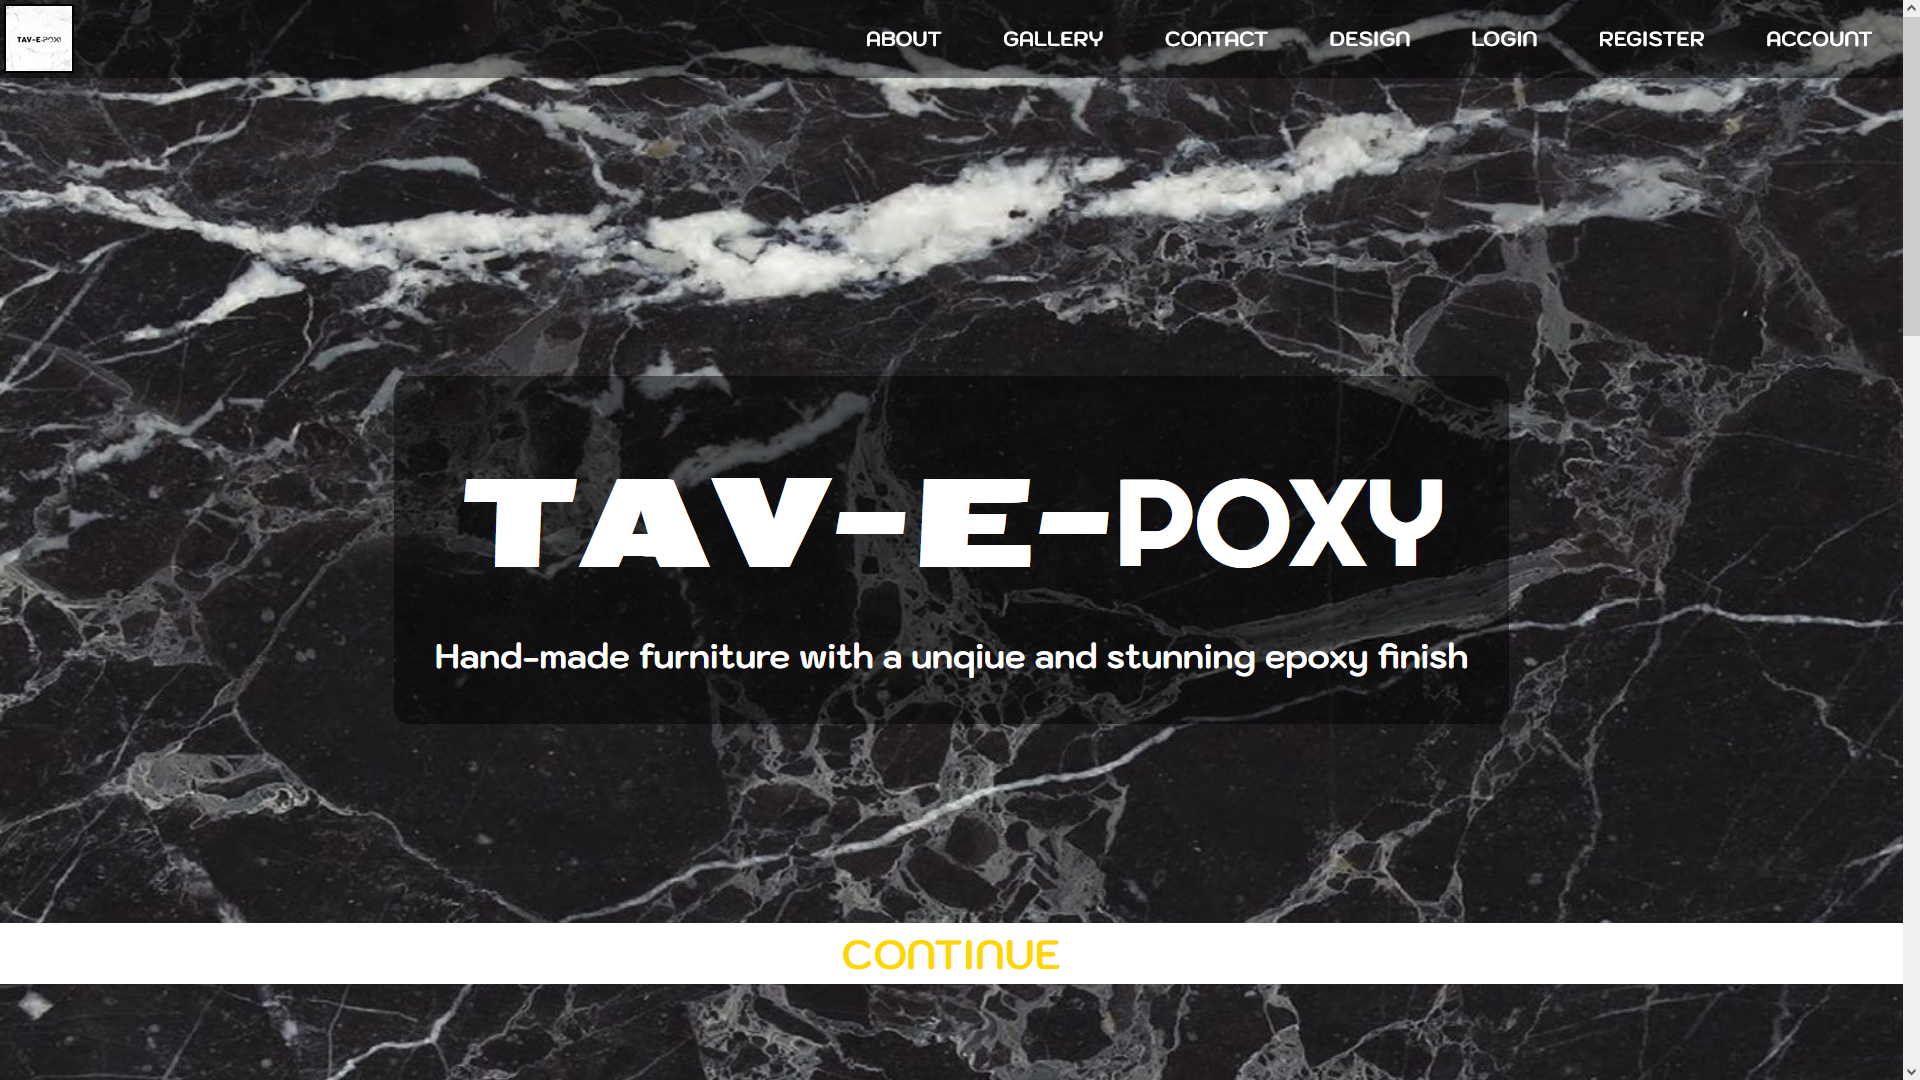 TAV-E-POXY
ABOUT GALLERY CONTACT DESIGN LOGIN REGISTER ACCOUNT
TAV-E-POXY
Hand-made furniture with a unqiue and stunning epoxy finish
CONTINUE